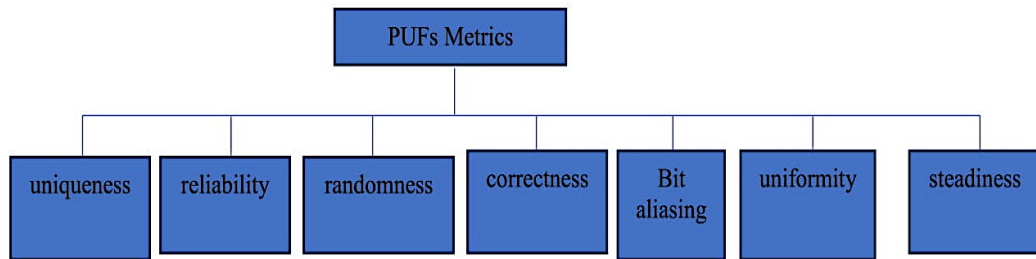 PUFs Metrics
uniqueness
reliability
randomness
correctness
Bit
aliasing
uniformity
steadiness